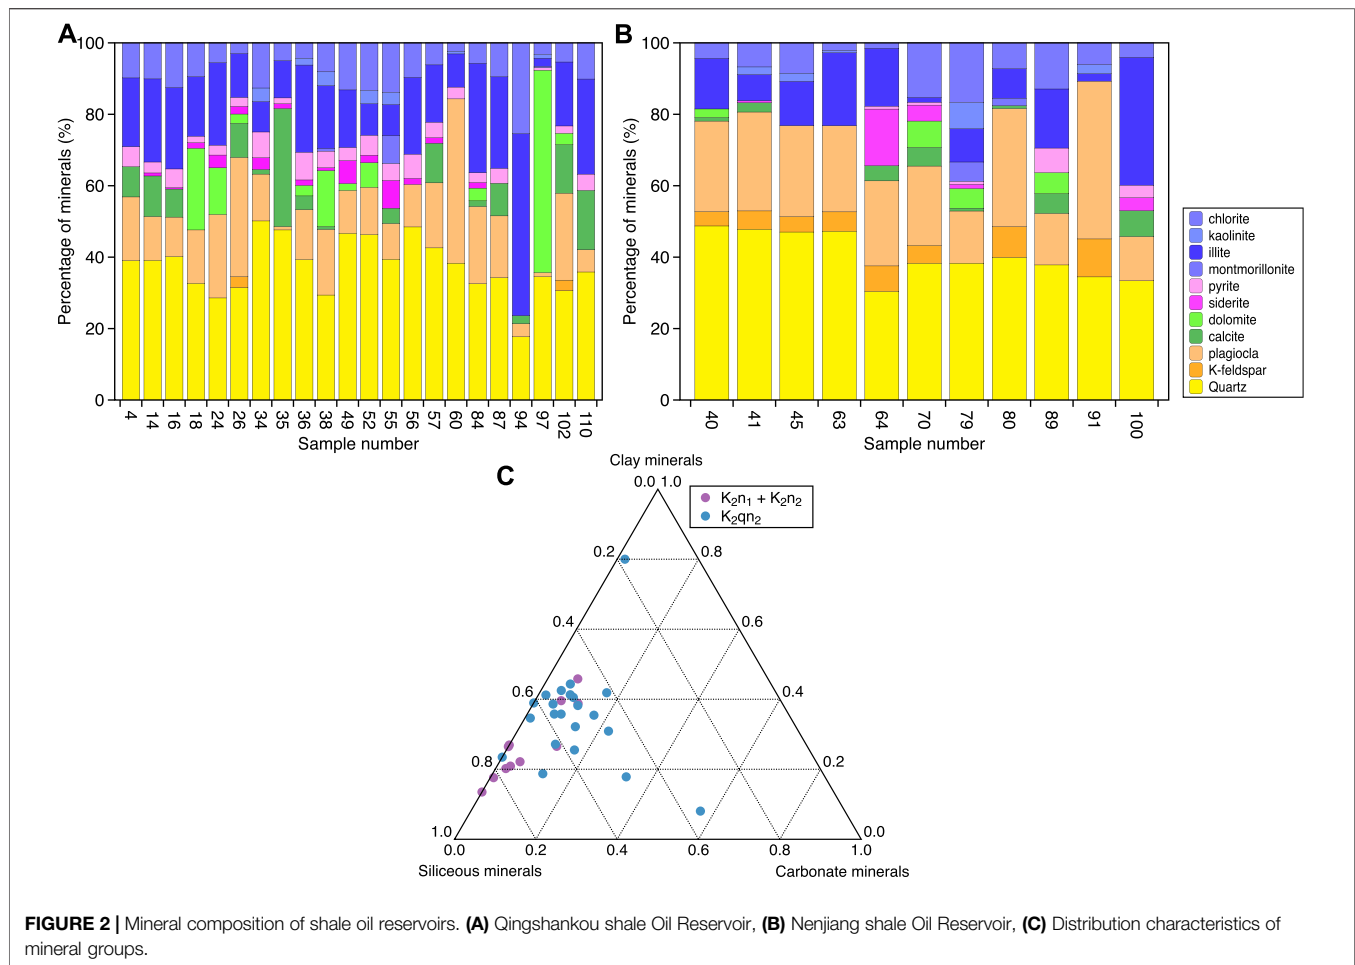 A
B
100
80
60
40
20
0
Percentage of minerals (%)
4 14 16 18 24 26 34 35 36 38 49 52 55 56 57 60 84 87 94 97 102 110
Sample number
100
80
60
40
20
0
Percentage of minerals (%)
40 41 45 63 64 70 79 80 89 91 100
Sample number
chlorite
kaolinite
illite
montmorillonite
pyrite
siderite
dolomite
calcite
plagiocla
K-feldspar
Quartz
C
Clay minerals
0.0 1.0
K₂n₁ + K₂n₂
K₂qn₂
0.2 0.8
0.4 0.6
0.6 0.4
0.8 0.2
1.0 0.0
0.0 0.2 0.4 0.6 0.8 1.0
Siliceous minerals Carbonate minerals
FIGURE 2 | Mineral composition of shale oil reservoirs. (A) Qingshankou shale Oil Reservoir, (B) Nenjiang shale Oil Reservoir, (C) Distribution characteristics of
mineral groups.